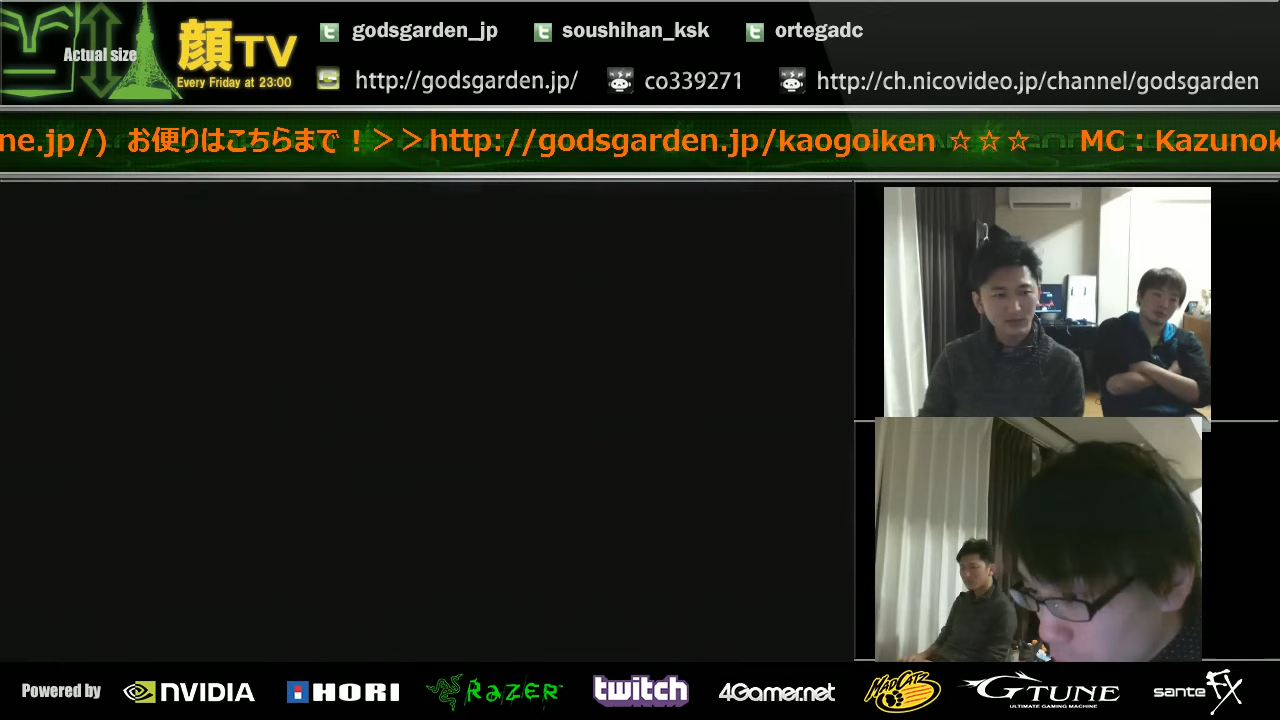 Actual size
顔TV
Every Friday at 23:00
godsgarden_jp soushihan_ksk ortegadc
http://godsgarden.jp/ co339271 http://ch.nicovideo.jp/channel/godsgarden
ne.jp/) お便りはこちらまで！＞＞http://godsgarden.jp/kaogoiken ☆☆☆ MC：Kazunok
Powered by NVIDIA HORI RAZER twitch 4Gamer.net MADCATZ G TUNE ULTIMATE GAMING MACHINE sante FX